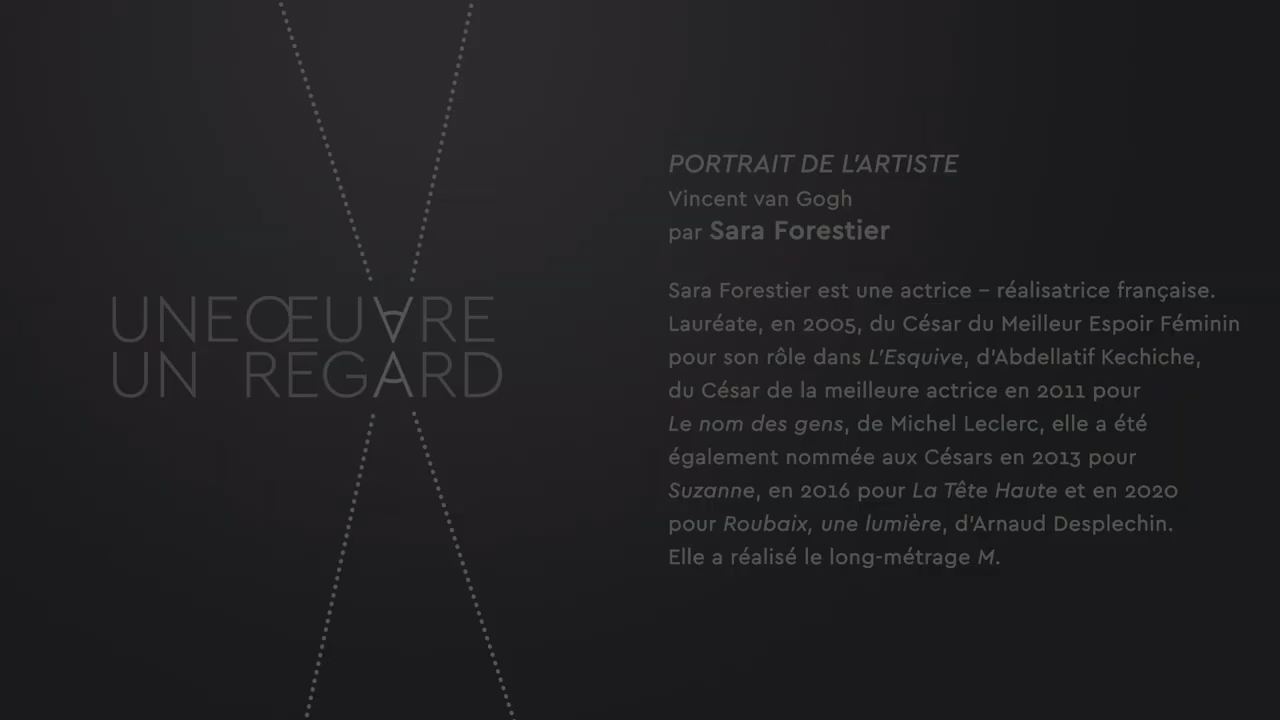 UNE ŒUVRE
UN REGARD
PORTRAIT DE L'ARTISTE
Vincent van Gogh
par Sara Forestier
Sara Forestier est une actrice – réalisatrice française.
Lauréate, en 2005, du César du Meilleur Espoir Féminin
pour son rôle dans L'Esquive, d'Abdellatif Kechiche,
du César de la meilleure actrice en 2011 pour
Le nom des gens, de Michel Leclerc, elle a été
également nommée aux Césars en 2013 pour
Suzanne, en 2016 pour La Tête Haute et en 2020
pour Roubaix, une lumière, d'Arnaud Desplechin.
Elle a réalisé le long-métrage M.